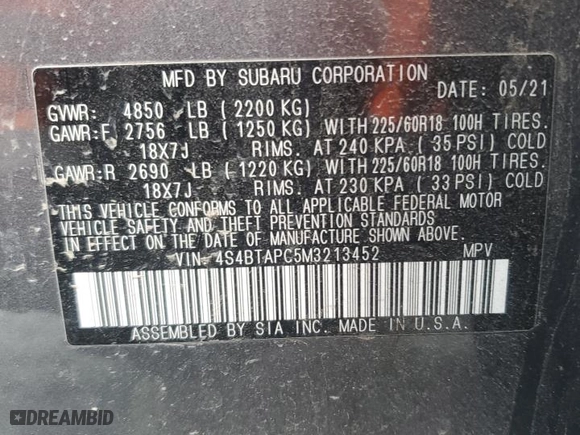 MFD BY SUBARU CORPORATION
DATE: 05/21
GVWR: 4850 LB (2200 KG)
GAWR:F 2756 LB (1250 KG) WITH 225/60R18 100H TIRES.
18X7J RIMS. AT 240 KPA (35 PSI) COLD
GAWR:R 2690 LB (1220 KG) WITH 225/60R18 100H TIRES.
18X7J RIMS. AT 230 KPA (33 PSI) COLD
THIS VEHICLE CONFORMS TO ALL APPLICABLE FEDERAL MOTOR
VEHICLE SAFETY AND THEFT PREVENTION STANDARDS
IN EFFECT ON THE DATE OF MANUFACTURE SHOWN ABOVE.
VIN 4S4BTAPC5M3213452 MPV
ASSEMBLED BY SIA INC. MADE IN U.S.A.
DREAMBID